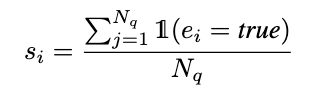 s_i = \frac{\sum_{j=1}^{N_q} \mathbb{1}(e_i = true)}{N_q}